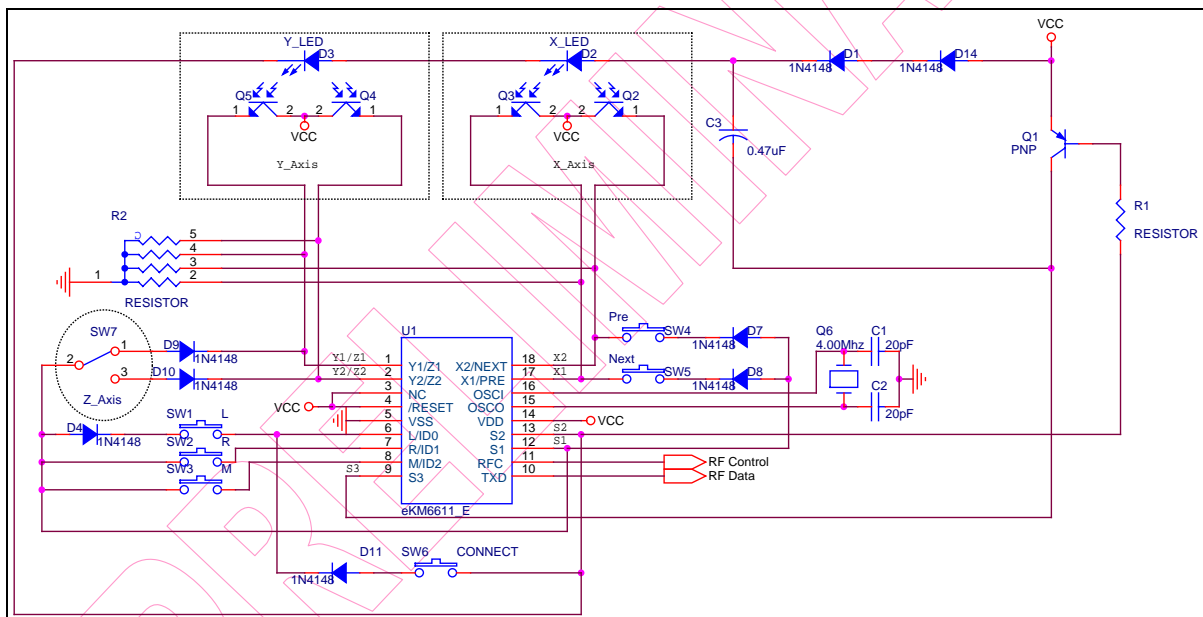 VCC
Y_LED
D3
X_LED
D2
D1
1N4148
D14
1N4148
Q5
Q4
1
2
2
1
VCC
Y_Axis
Q3
Q2
1
2
2
1
VCC
X_Axis
C3
0.47uF
Q1
PNP
R1
RESISTOR
R2
5
4
3
2
1
RESISTOR
SW7
1
2
3
Z_Axis
D9
1N4148
D10
1N4148
VCC
SW1
L
D4
1N4148
SW2
R
SW3
M
U1
Y1/Z1
1
Y1/Z1
Y2/Z2
2
Y2/Z2
3
NC
4
/RESET
5
VSS
6
L/ID0
7
R/ID1
8
M/ID2
S3
9
S3
X2/NEXT
18
X2
X1/PRE
17
X1
OSCI
16
OSCO
15
VDD
14
VCC
S2
13
S2
S1
12
S1
RFC
11
RF Control
TXD
10
RF Data
eKM6611_E
Pre
SW4
D7
1N4148
Next
SW5
D8
1N4148
Q6
4.00Mhz
C1
20pF
C2
20pF
D11
1N4148
SW6
CONNECT